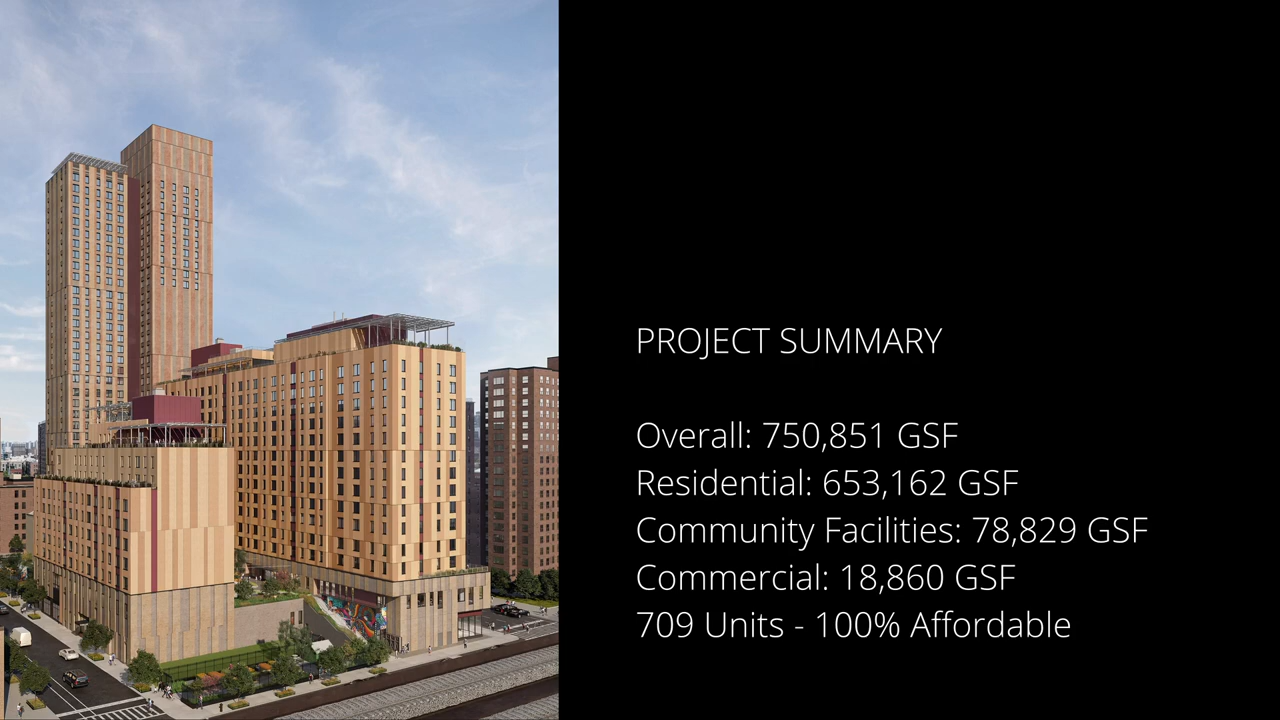 PROJECT SUMMARY
Overall: 750,851 GSF
Residential: 653,162 GSF
Community Facilities: 78,829 GSF
Commercial: 18,860 GSF
709 Units - 100% Affordable